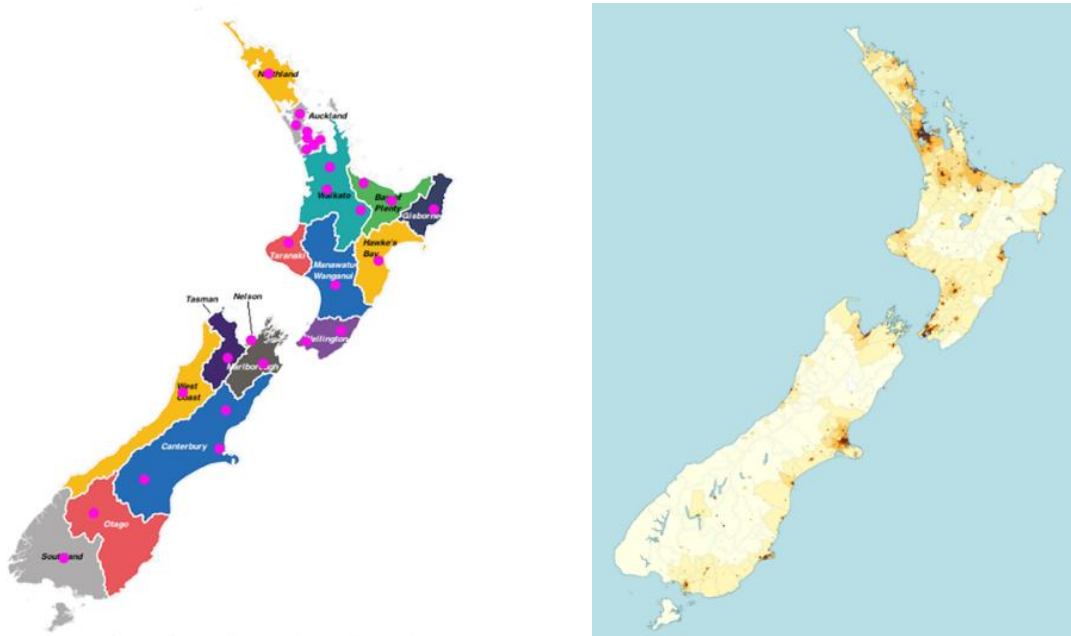 Northland
Auckland
Waikato
Bay of
Plenty
Gisborne
Hawke's
Bay
Taranaki
Manawatu
Wanganui
Nelson
Tasman
Wellington
Marlborough
West
Coast
Canterbury
Otago
Southland